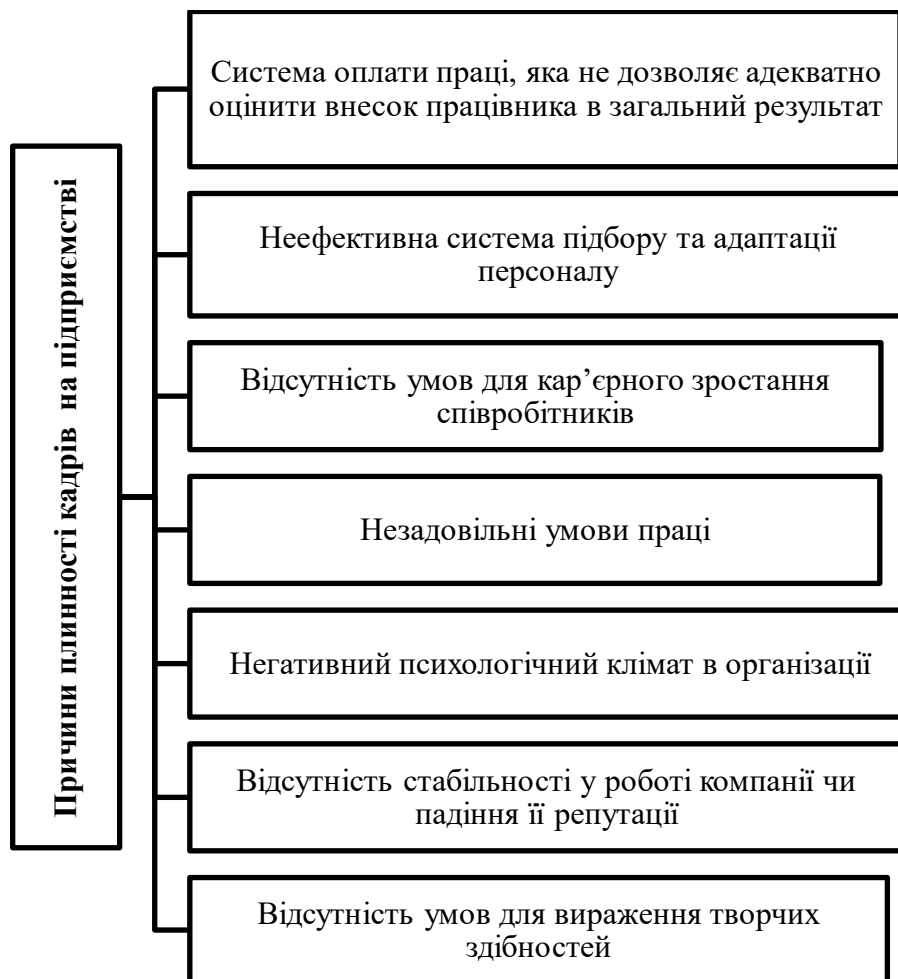 Причини плинності кадрів на підприємстві
Система оплати праці, яка не дозволяє адекватно
оцінити внесок працівника в загальний результат
Неефективна система підбору та адаптації
персоналу
Відсутність умов для кар’єрного зростання
співробітників
Незадовільні умови праці
Негативний психологічний клімат в організації
Відсутність стабільності у роботі компанії чи
падіння її репутації
Відсутність умов для вираження творчих
здібностей